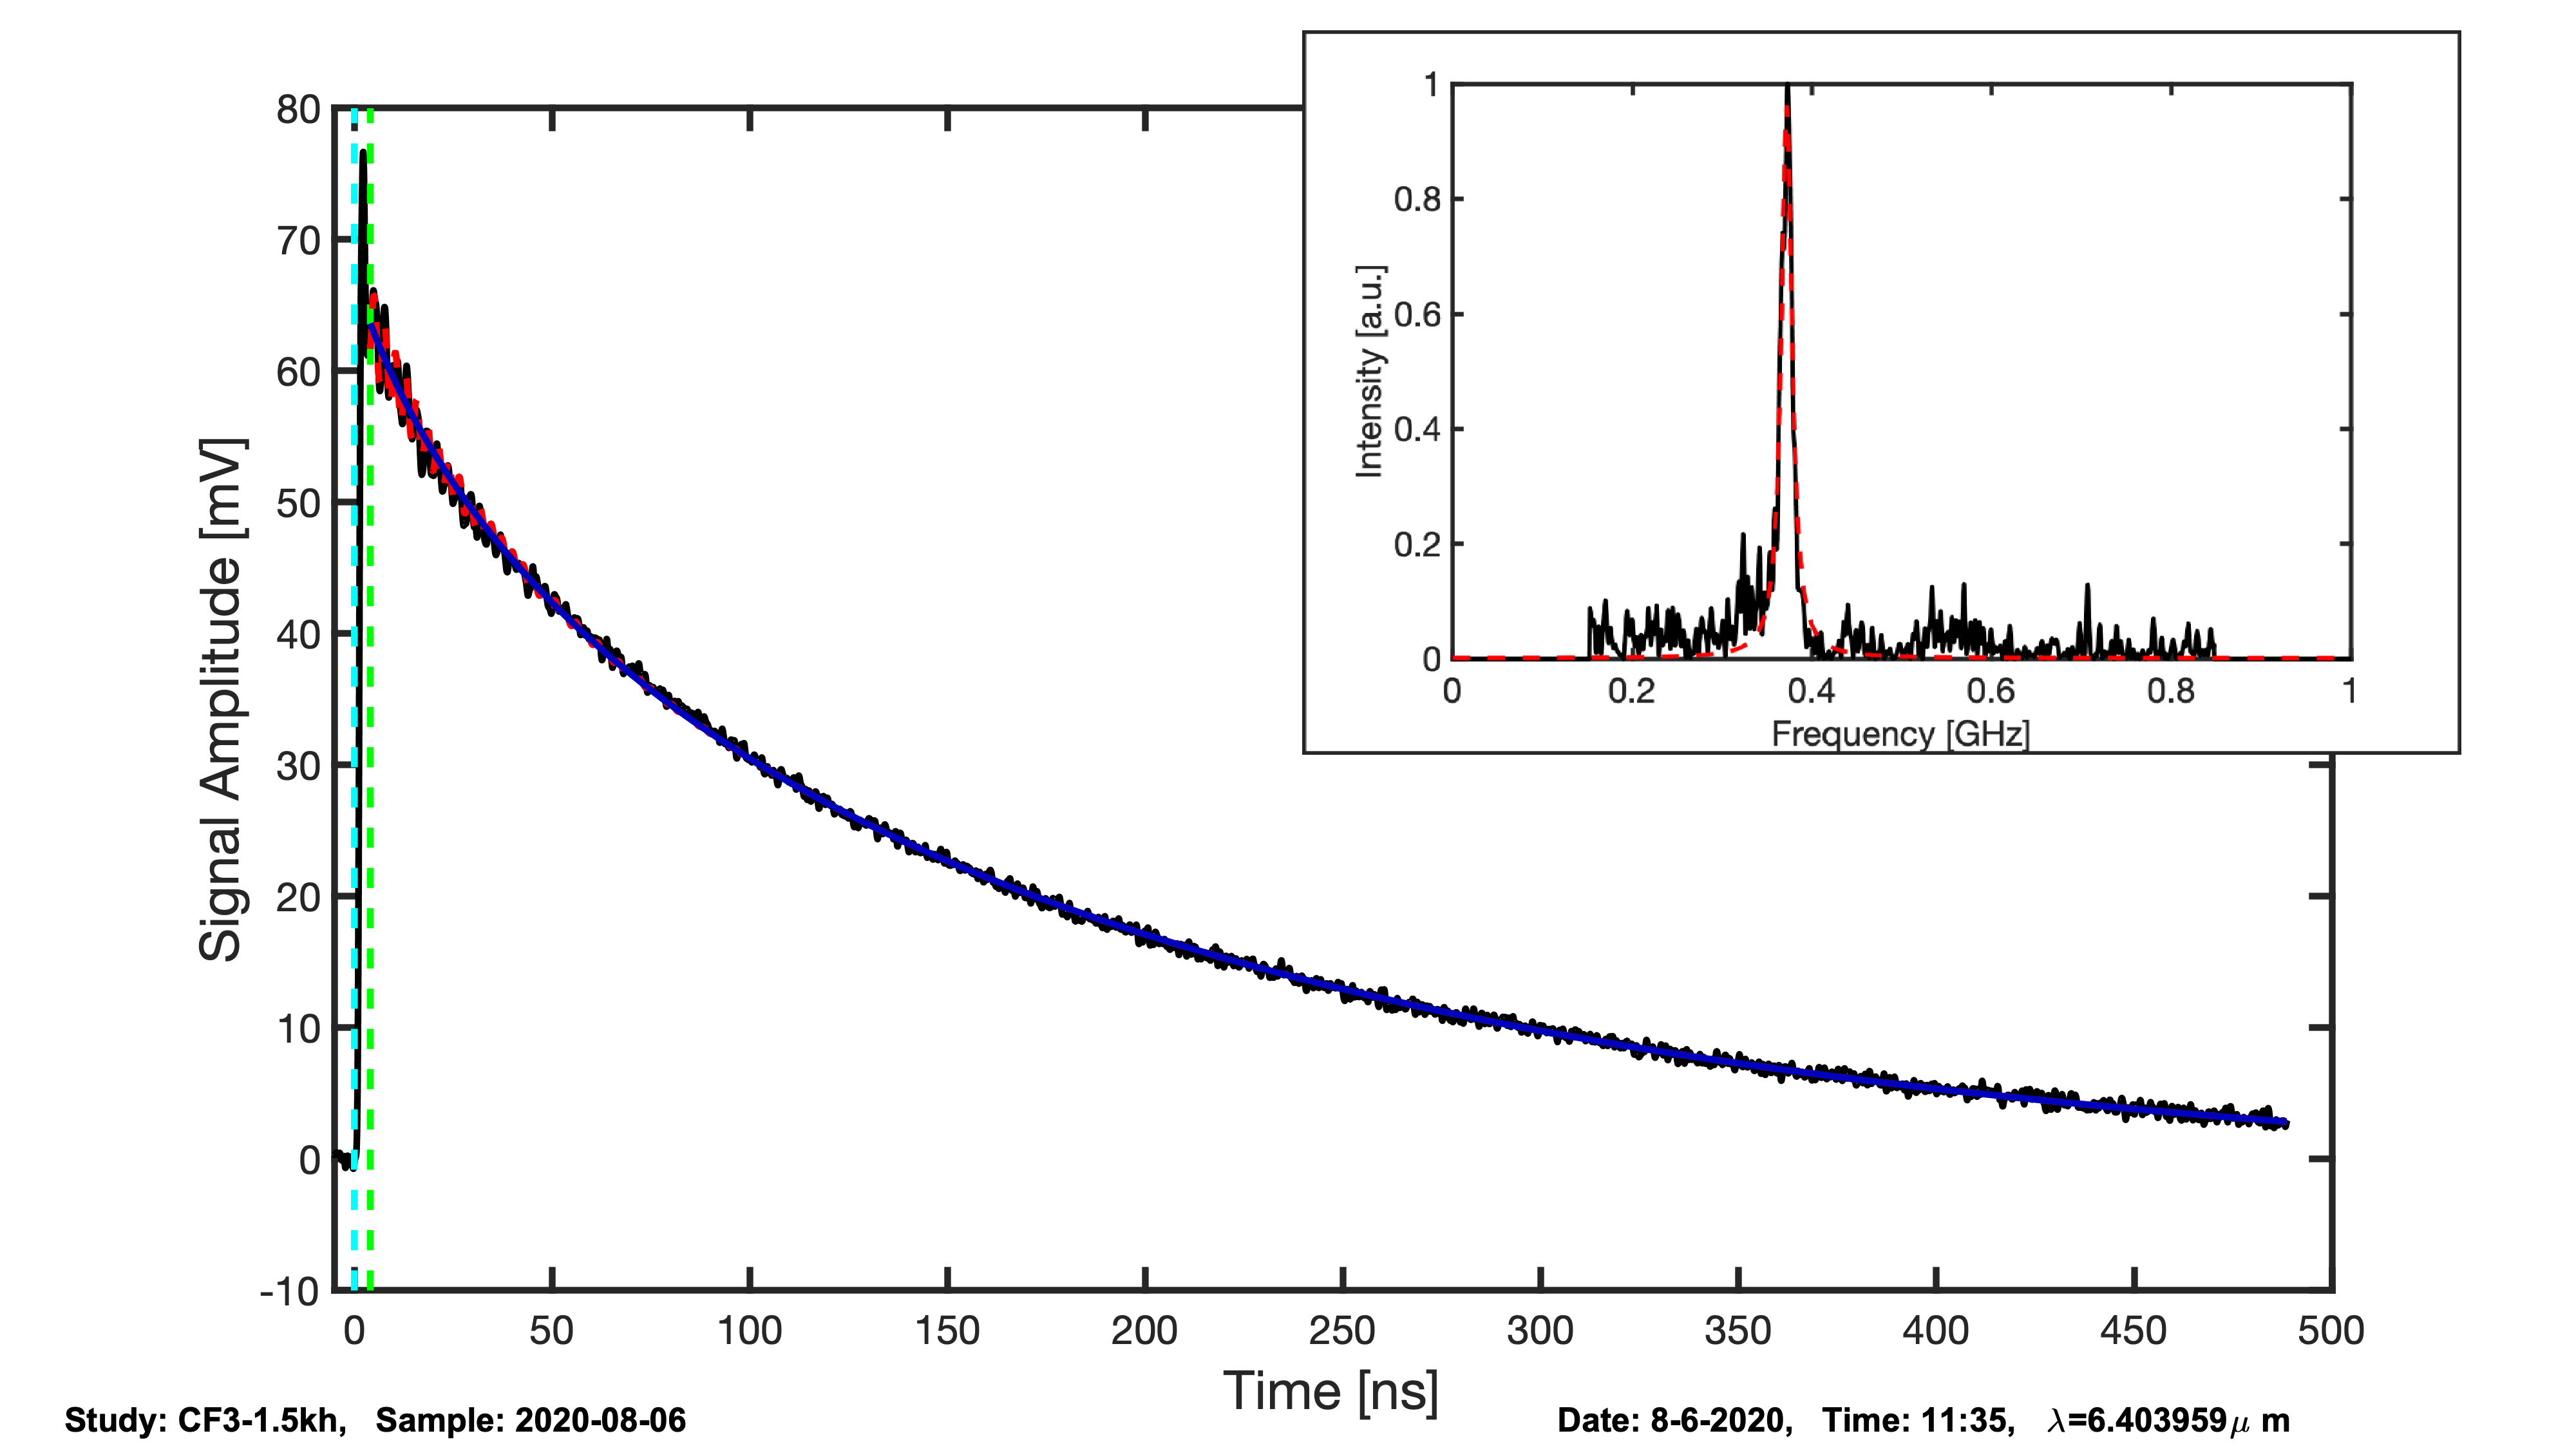 1
0.8
0.6
0.4
0.2
0
Intensity [a.u.]
0 0.2 0.4 0.6 0.8 1
Frequency [GHz]
80
70
60
50
40
30
20
10
0
-10
Signal Amplitude [mV]
0 50 100 150 200 250 300 350 400 450 500
Time [ns]
Study: CF3-1.5kh, Sample: 2020-08-06
Date: 8-6-2020, Time: 11:35, λ=6.403959μ m